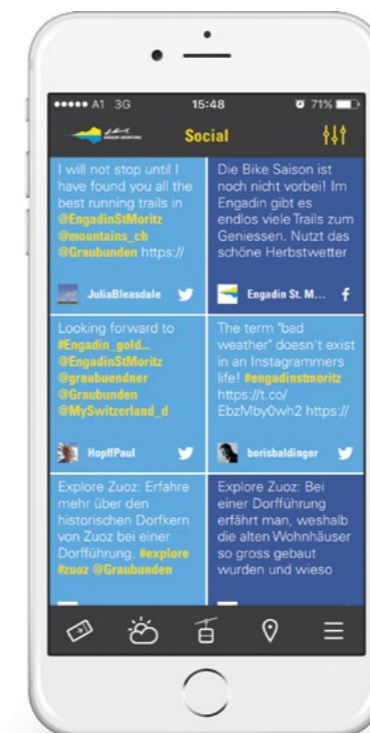 A1 3G 15:48 71%
Social
I will not stop until I
have found you all the
best running trails in
@EngadinStMoritz
@mountains_ch
@Graubunden https://
JuliaBleasdale
Die Bike Saison ist
noch nicht vorbei! Im
Engadin gibt es
endlos viele Trails zum
Geniessen. Nutzt das
schöne Herbstwetter
Engadin St. M...
Looking forward to
#Engadin_gold...
@EngadinStMoritz
@graubuendner
@Graubunden
@MySwitzerland_d
HopffPaul
The term "bad
weather" doesn't exist
in an Instagrammers
life! #engadinstmoritz
https://t.co/
EbzMby0wh2 https://
borisbaldinger
Explore Zuoz: Erfahre
mehr über den
historischen Dorfkern
von Zuoz bei einer
Dorfführung. #explore
#zuoz @Graubunden
Explore Zuoz: Bei
einer Dorfführung
erfährt man, weshalb
die alten Wohnhäuser
so gross gebaut
wurden und wieso